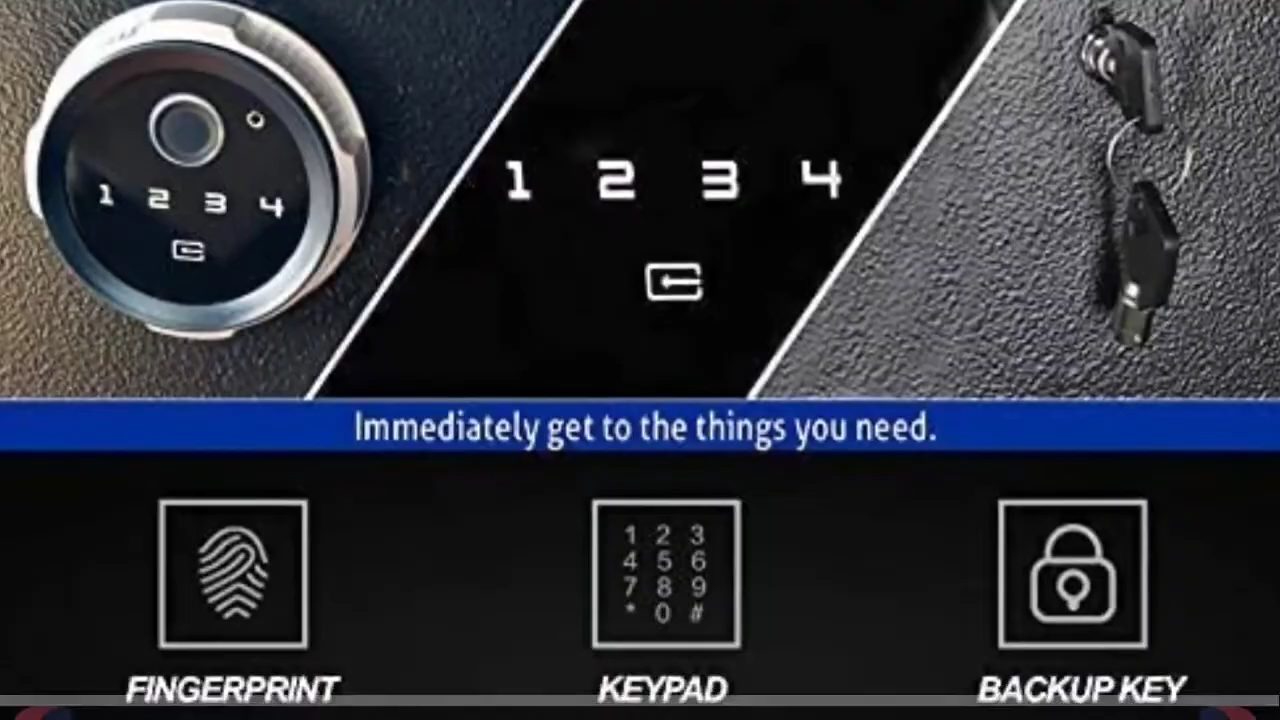 1 2 3 4
1 2 3 4
Immediately get to the things you need.
1 2 3
4 5 6
7 8 9
* 0 #
FINGERPRINT
KEYPAD
BACKUP KEY